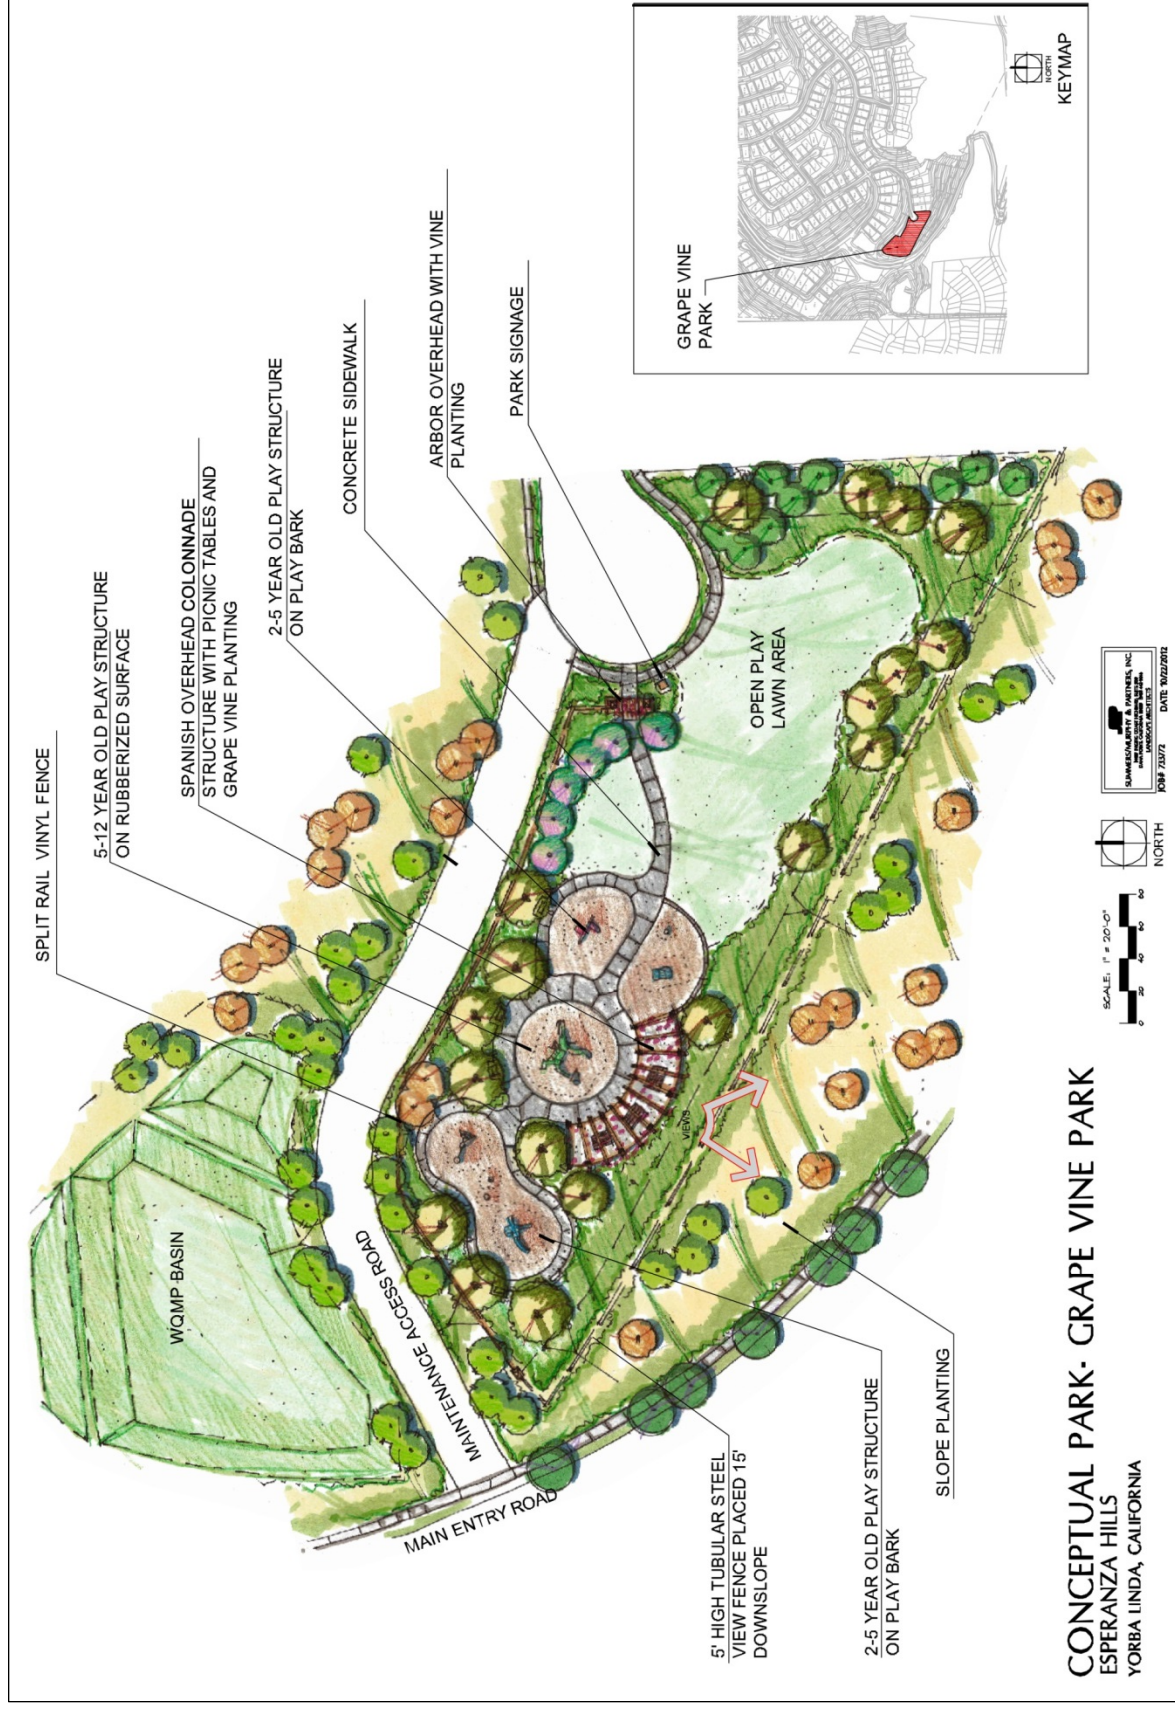 SPLIT RAIL VINYL FENCE
5-12 YEAR OLD PLAY STRUCTURE
ON RUBBERIZED SURFACE
SPANISH OVERHEAD COLONNADE
STRUCTURE WITH PICNIC TABLES AND
GRAPE VINE PLANTING
2-5 YEAR OLD PLAY STRUCTURE
ON PLAY BARK
CONCRETE SIDEWALK
ARBOR OVERHEAD WITH VINE
PLANTING
PARK SIGNAGE
GRAPE VINE
PARK
NORTH
KEYMAP
WQMP BASIN
MAINTENANCE ACCESS ROAD
MAIN ENTRY ROAD
OPEN PLAY
LAWN AREA
VIEWS
5' HIGH TUBULAR STEEL
VIEW FENCE PLACED 15'
DOWNSLOPE
2-5 YEAR OLD PLAY STRUCTURE
ON PLAY BARK
SLOPE PLANTING
CONCEPTUAL PARK- GRAPE VINE PARK
ESPERANZA HILLS
YORBA LINDA, CALIFORNIA
SCALE: 1" = 20'-0"
0 20 40 60 80
NORTH
SUMMERS/MURPHY & PARTNERS, INC.
LANDSCAPE ARCHITECTS
DATE: 10/22/2012